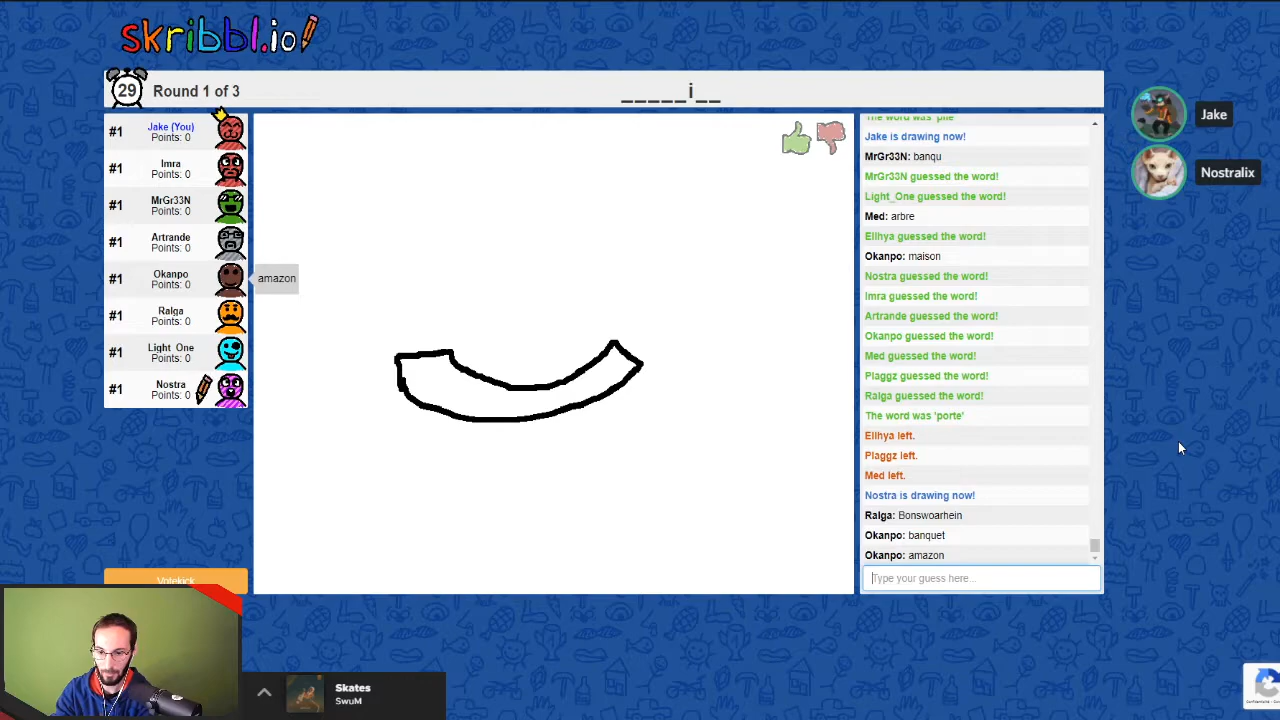 skribbl.io
29
Round 1 of 3
_____i__
#1
Jake (You)
Points: 0
#1
Imra
Points: 0
#1
MrGr33N
Points: 0
#1
Artrande
Points: 0
#1
Okanpo
Points: 0
amazon
#1
Ralga
Points: 0
#1
Points: 0
#1
Nostra
Points: 0
Votekick
The word was 'pile'
Jake is drawing now!
MrGr33N: banqu
MrGr33N guessed the word!
Light_One guessed the word!
Med: arbre
Ellhya guessed the word!
Okanpo: maison
Nostra guessed the word!
Imra guessed the word!
Artrande guessed the word!
Okanpo guessed the word!
Med guessed the word!
Plaggz guessed the word!
Ralga guessed the word!
The word was 'porte'
Ellhya left.
Plaggz left.
Med left.
Nostra is drawing now!
Ralga: Bonswoarhein
Okanpo: banquet
Okanpo: amazon
Type your guess here...
Jake
Nostralix
Skates
SwuM